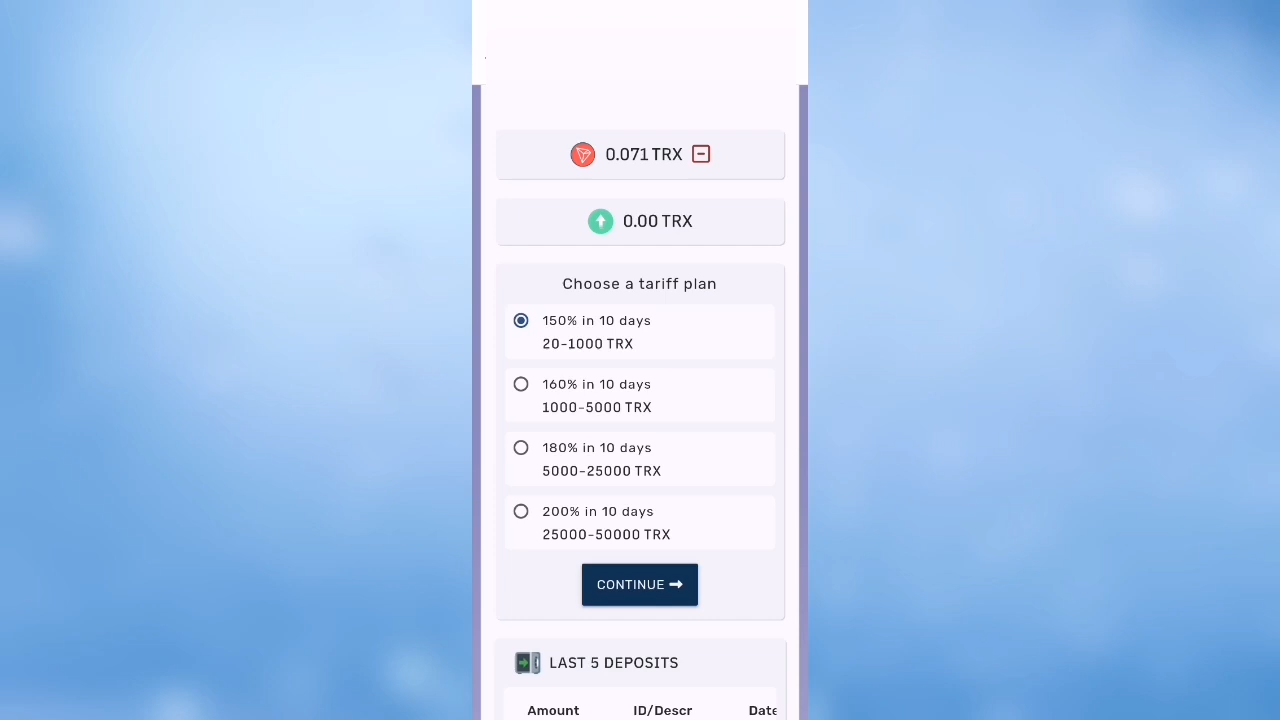 0.071 TRX
0.00 TRX
Choose a tariff plan
150% in 10 days
20-1000 TRX
160% in 10 days
1000-5000 TRX
180% in 10 days
5000-25000 TRX
200% in 10 days
25000-50000 TRX
CONTINUE
LAST 5 DEPOSITS
Amount ID/Descr Date